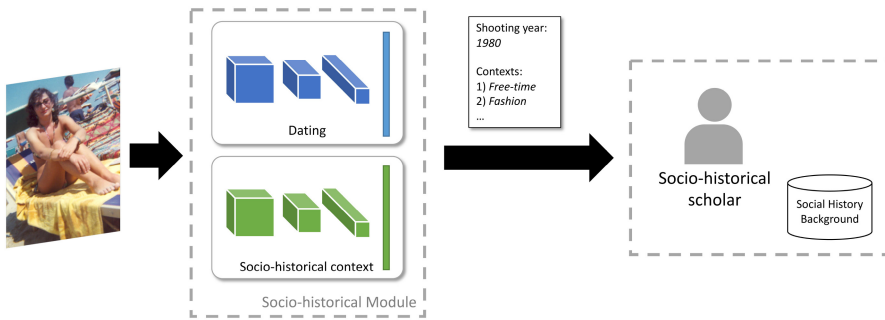 Dating
Socio-historical context
Socio-historical Module
Shooting year:
1980
Contexts:
1) Free-time
2) Fashion
...
Socio-historical
scholar
Social History
Background